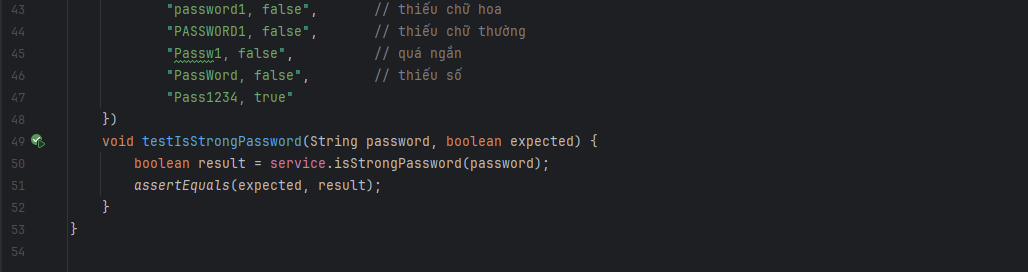 43 "password1, false", // thiếu chữ hoa
44 "PASSWORD1, false", // thiếu chữ thường
45 "Passw1, false", // quá ngắn
46 "PassWord, false", // thiếu số
47 "Pass1234, true"
48 })
49 void testIsStrongPassword(String password, boolean expected) {
50 boolean result = service.isStrongPassword(password);
51 assertEquals(expected, result);
52 }
53 }
54